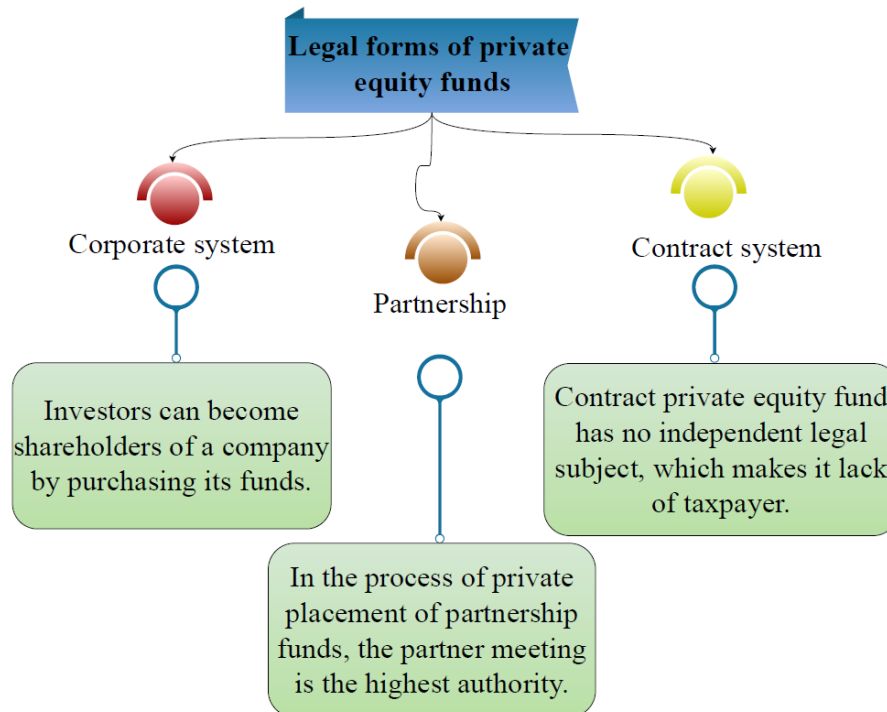 Legal forms of private
equity funds
Corporate system
Partnership
Contract system
Investors can become
shareholders of a company
by purchasing its funds.
In the process of private
placement of partnership
funds, the partner meeting
is the highest authority.
Contract private equity fund
has no independent legal
subject, which makes it lack
of taxpayer.